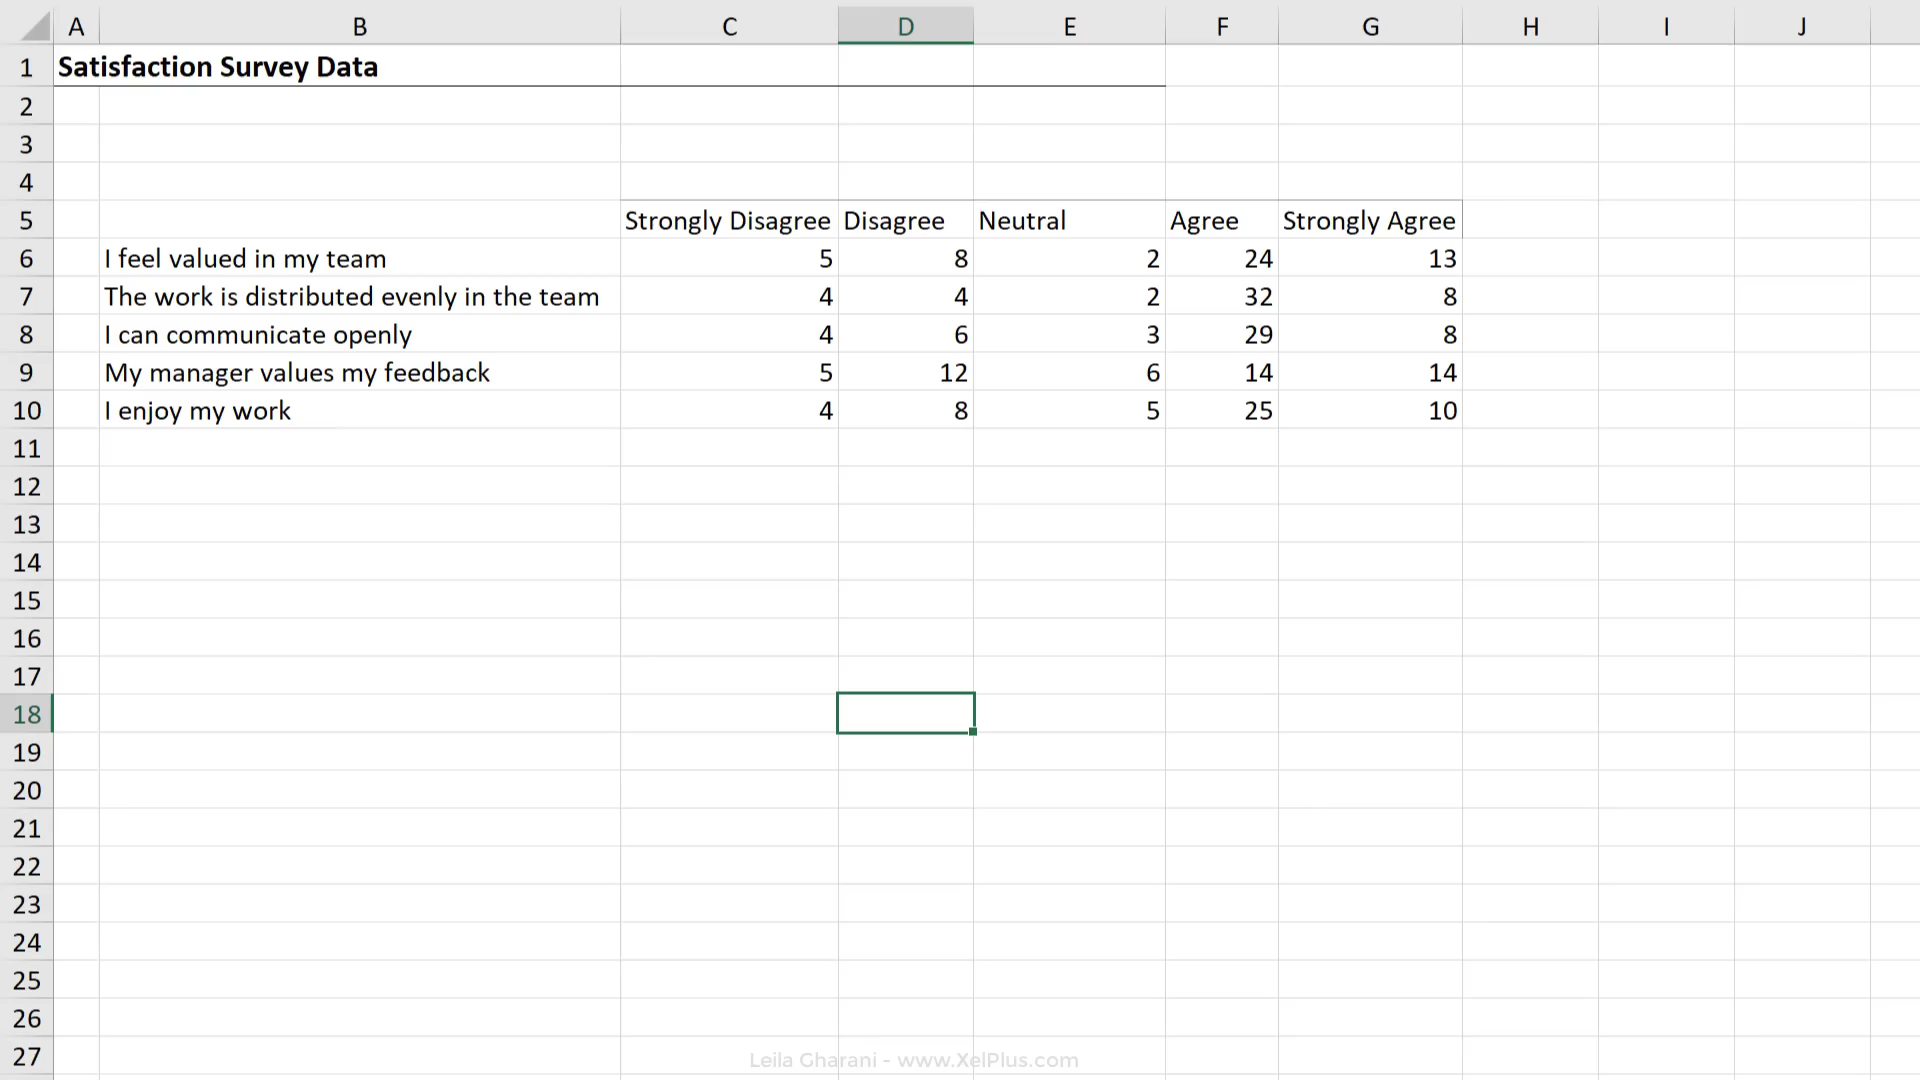 A B C D E F G H I J
1 Satisfaction Survey Data
2
3
4
5 Strongly Disagree Disagree Neutral Agree Strongly Agree
6 I feel valued in my team 5 8 2 24 13
7 The work is distributed evenly in the team 4 4 2 32 8
8 I can communicate openly 4 6 3 29 8
9 My manager values my feedback 5 12 6 14 14
10 I enjoy my work 4 8 5 25 10
11
12
13
14
15
16
17
18
19
20
21
22
23
24
25
26
27
Leila Gharani - www.XelPlus.com